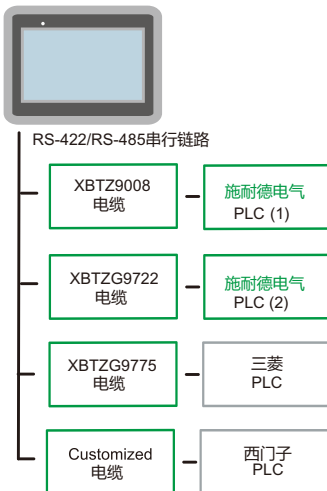 RS-422/RS-485串行链路
XBTZ9008
电缆
施耐德电气
PLC (1)
XBTZG9722
电缆
施耐德电气
PLC (2)
XBTZG9775
电缆
三菱
PLC
Customized
电缆
西门子
PLC